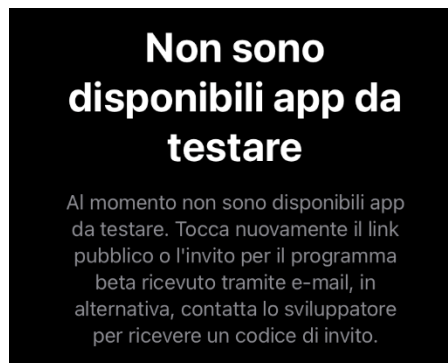 Non sono
disponibili app da
testare
Al momento non sono disponibili app
da testare. Tocca nuovamente il link
pubblico o l'invito per il programma
beta ricevuto tramite e-mail, in
alternativa, contatta lo sviluppatore
per ricevere un codice di invito.